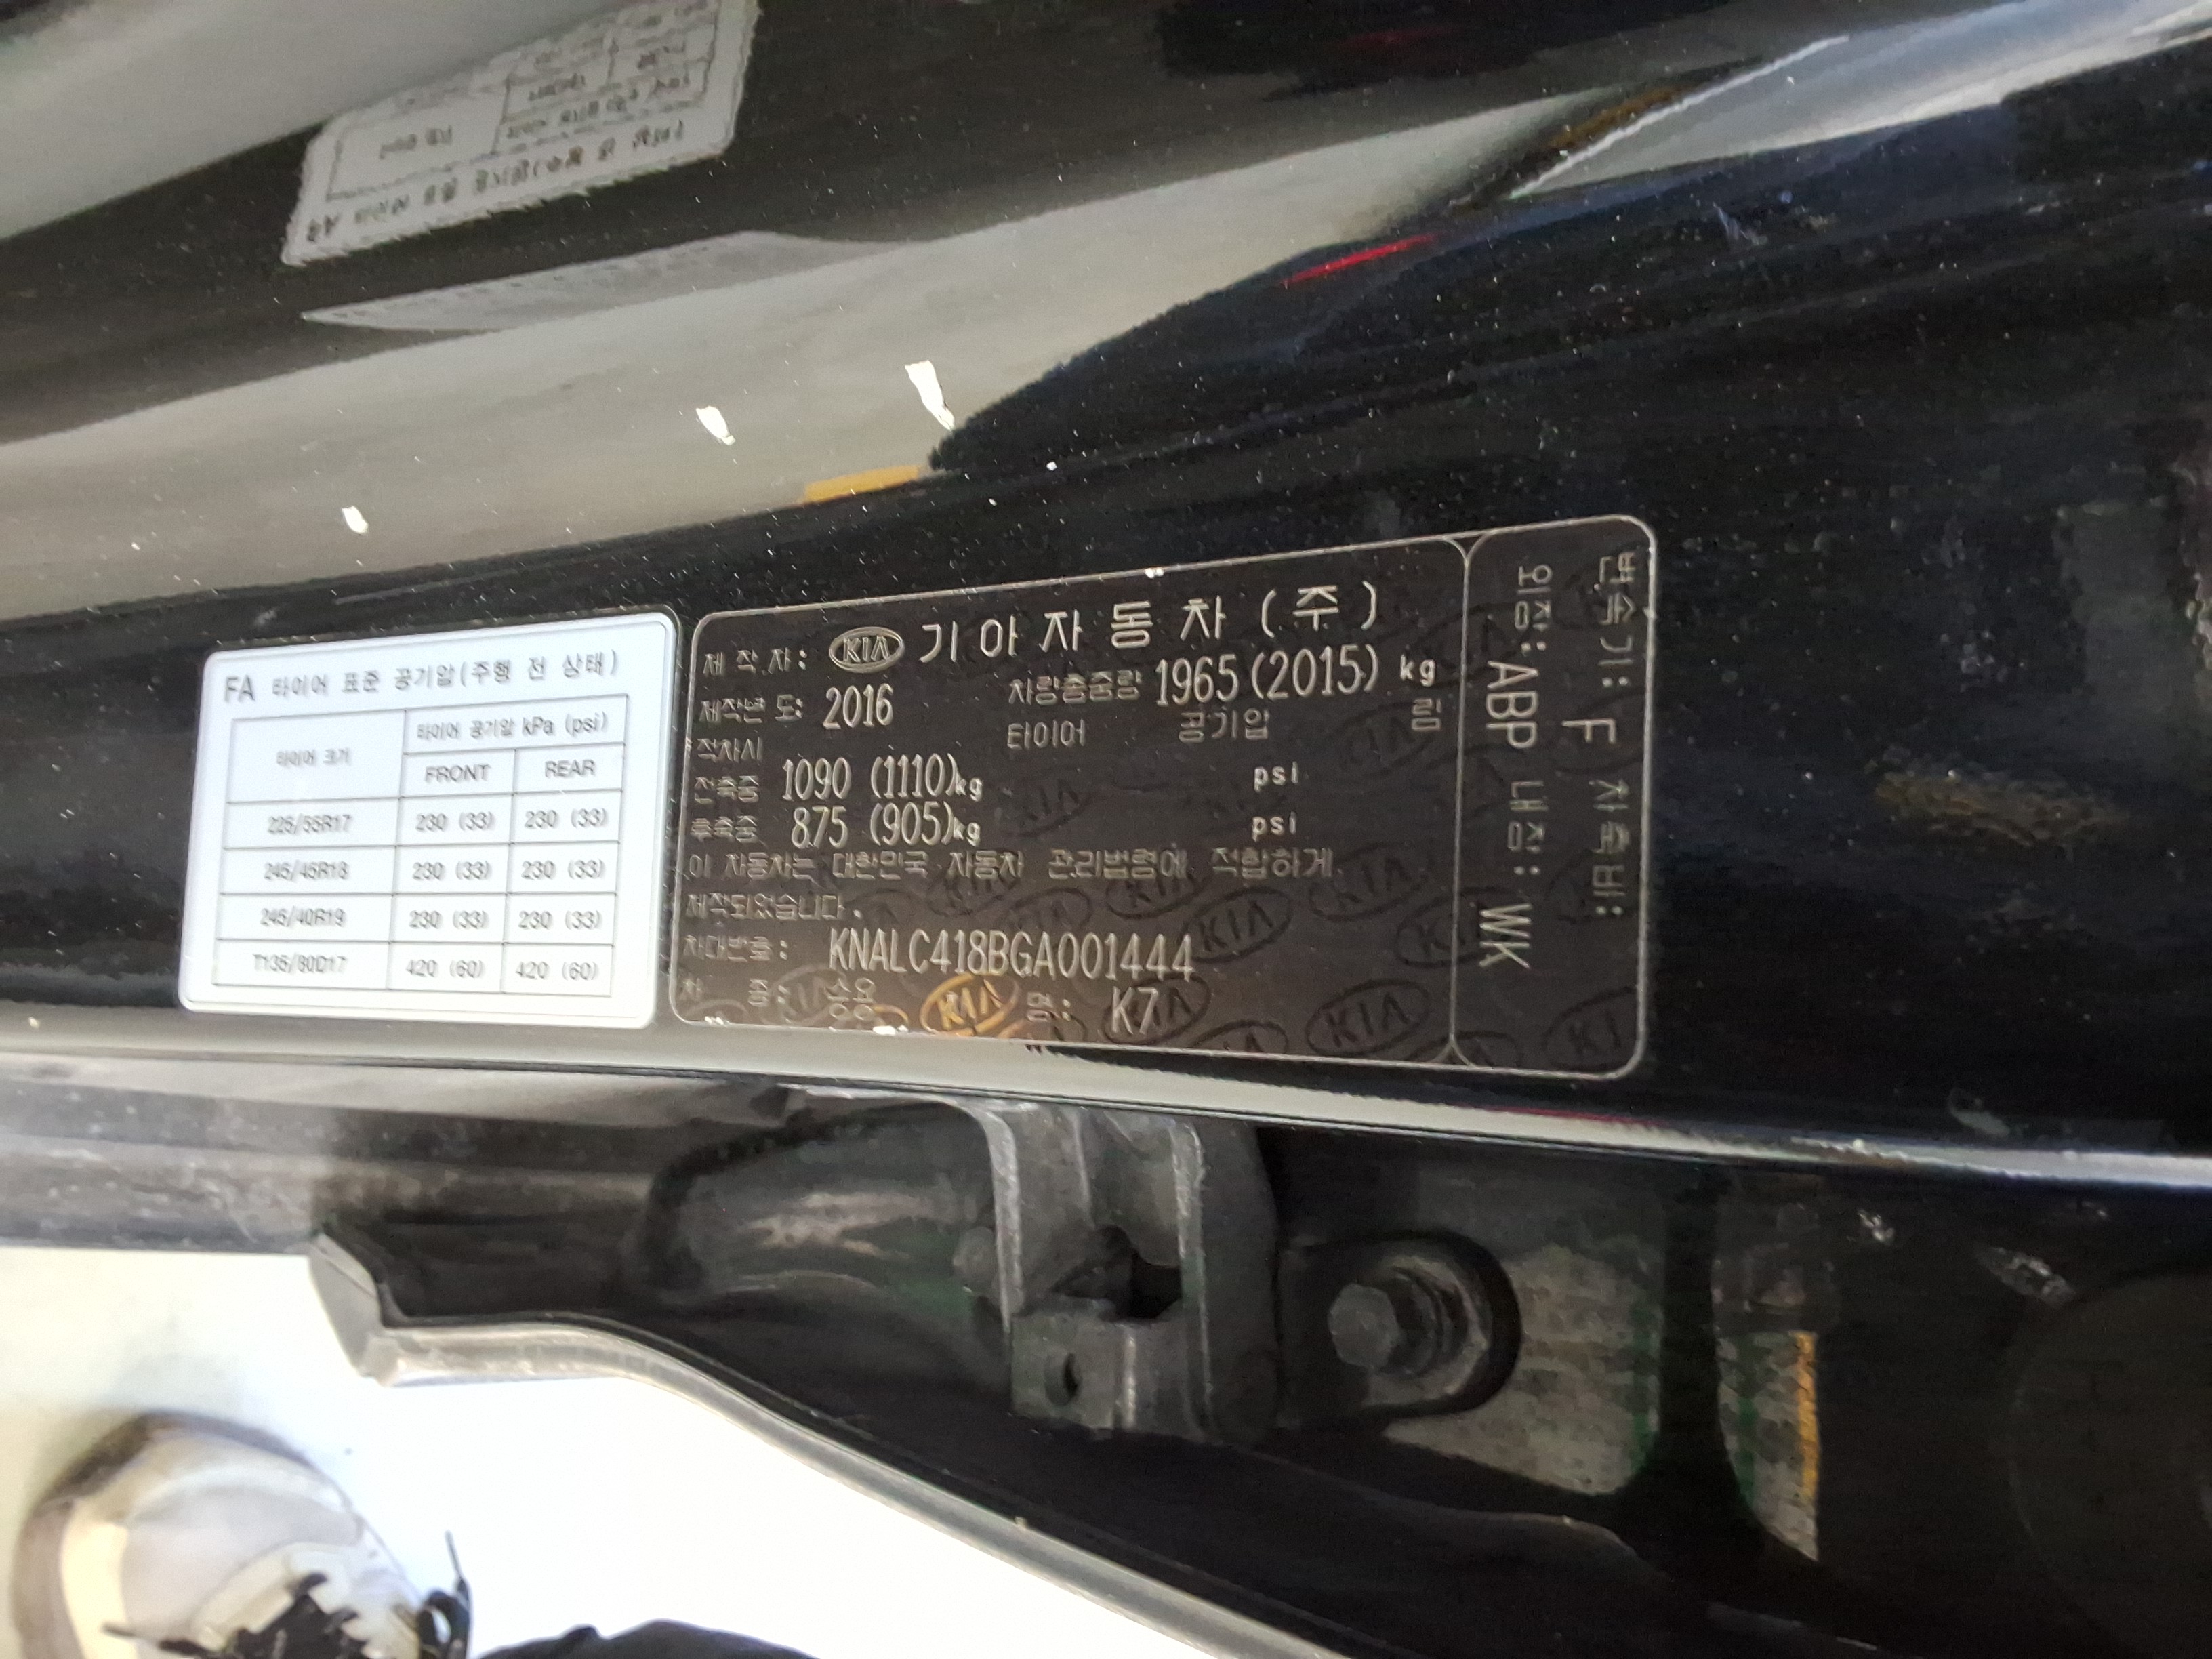 FA 타이어 표준 공기압(주행 전 상태)
타이어 크기
타이어 공기압 kPa (psi)
FRONT REAR
225/55R17 230 (33) 230 (33)
245/45R18 230 (33) 230 (33)
245/40R19 230 (33) 230 (33)
T135/80D17 420 (60) 420 (60)
제작자: KIA 기아자동차(주)
제작년도: 2016 차량총중량 1965(2015) kg
적차시 타이어 공기압 림
전축중 1090 (1110)kg psi
후축중 875 (905)kg psi
이 자동차는 대한민국 자동차 관리법령에 적합하게
제작되었습니다.
차대번호: KNALC418BGA001444
차 종: 승용 명: K7
변속기: F 차축비:
외장: ABP 내장: WK